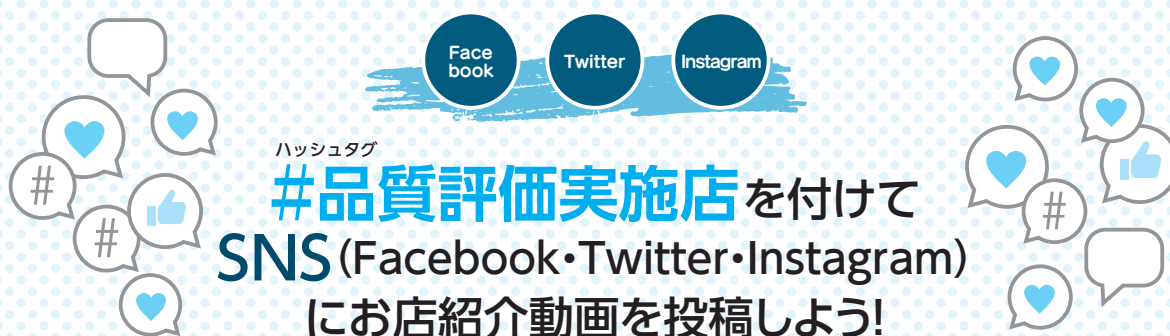 Face
book
Twitter
Instagram
ハッシュタグ
#品質評価実施店を付けて
SNS(Facebook・Twitter・Instagram)
にお店紹介動画を投稿しよう!
#
#
#